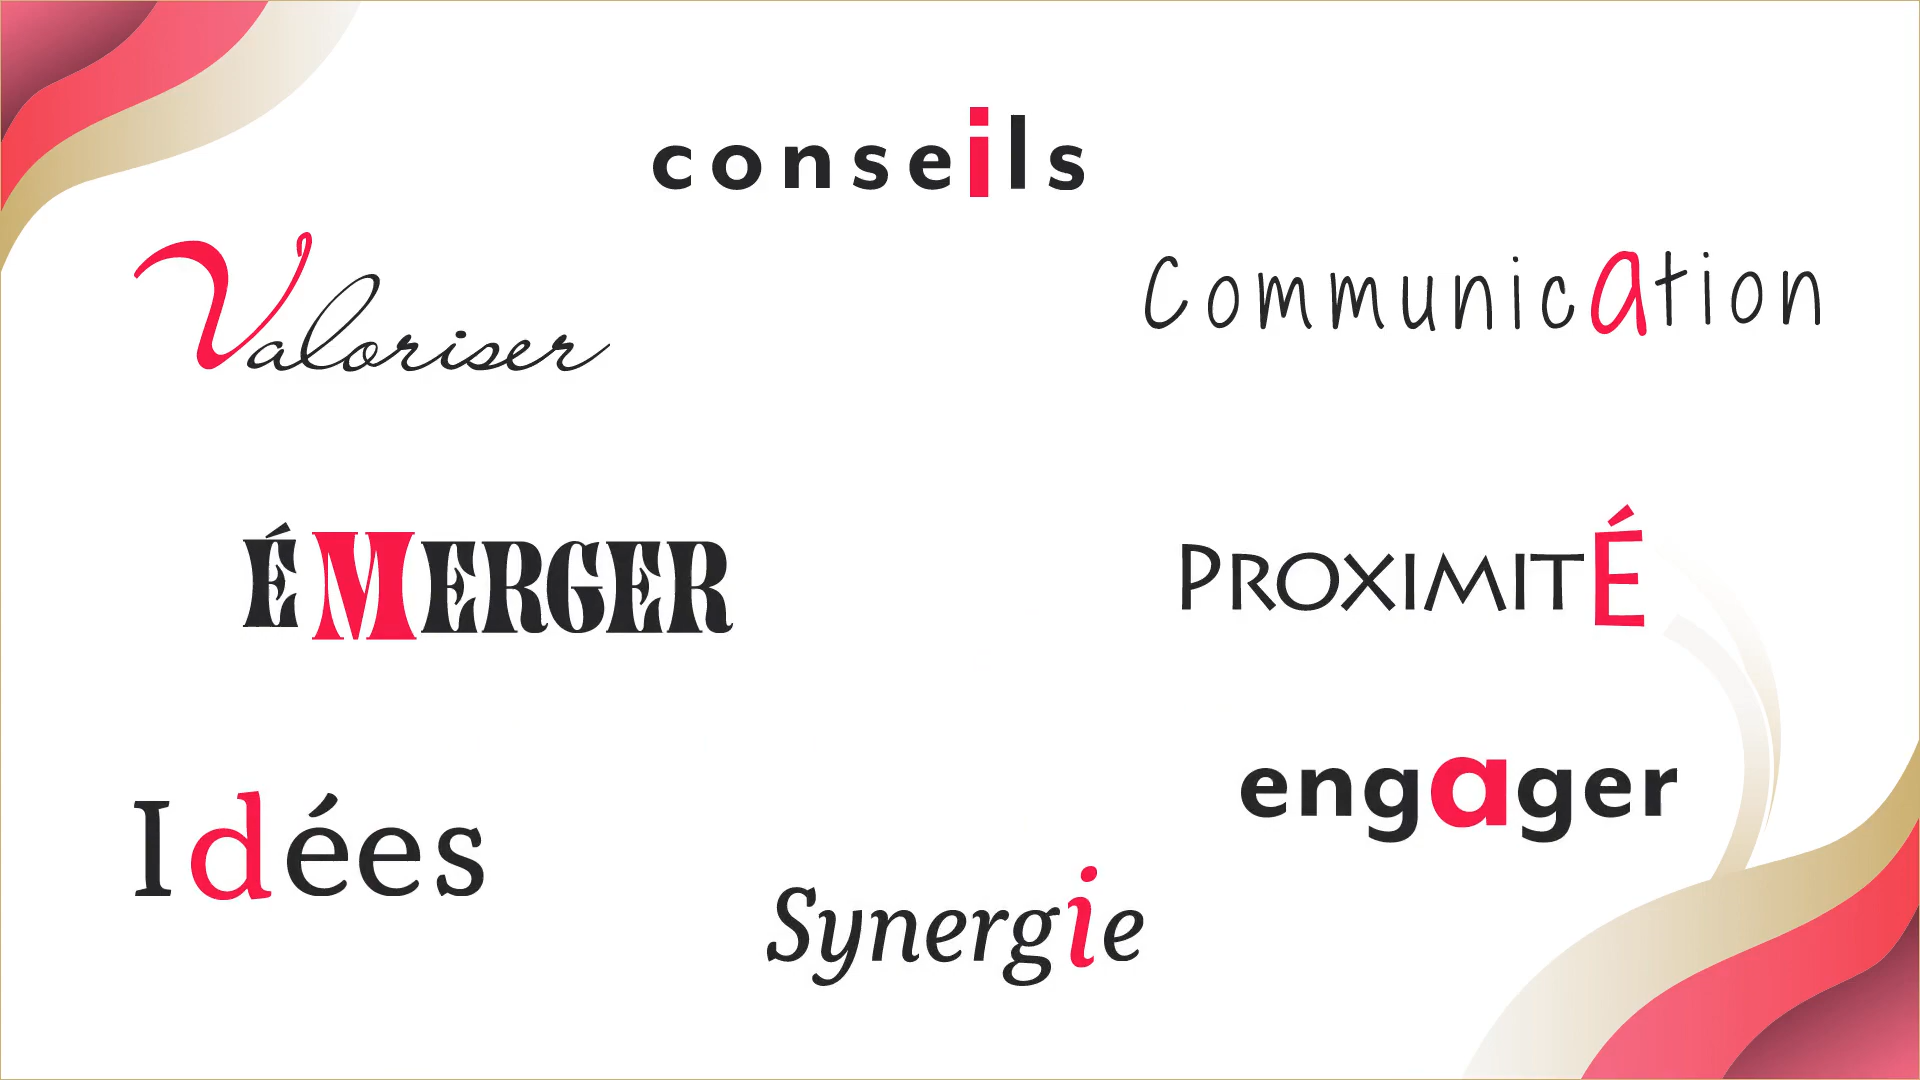 conseils
Valoriser
Communication
ÉMERGER
PROXIMITÉ
engager
Idées
Synergie